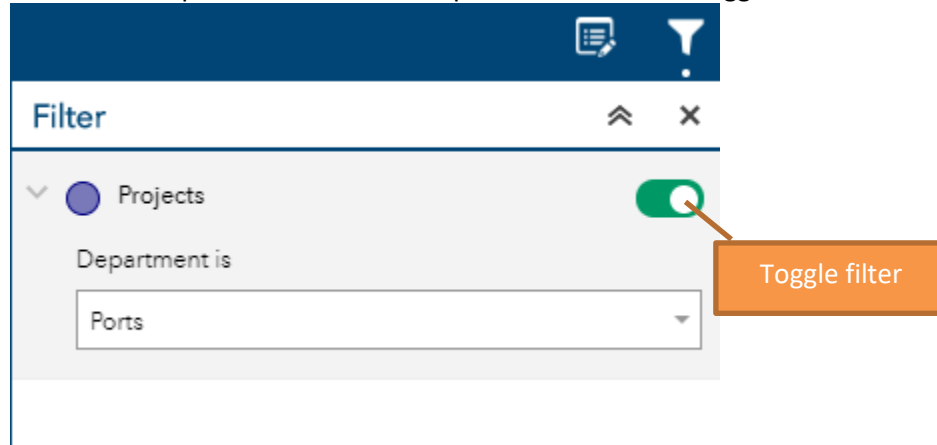 Filter
Projects
Department is
Ports
Toggle filter